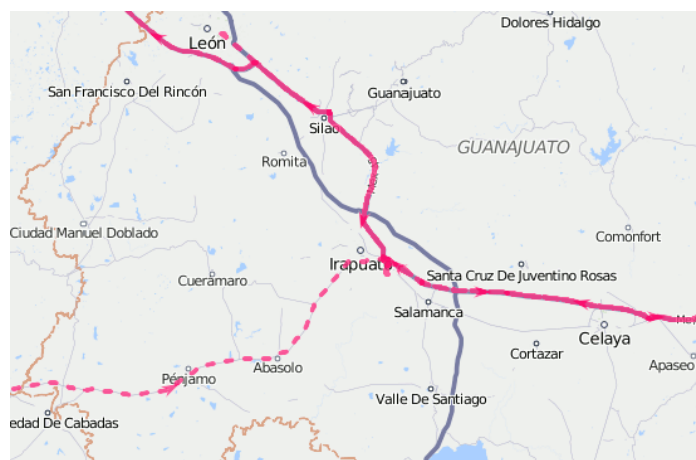 Dolores Hidalgo
León
San Francisco Del Rincón
Guanajuato
Silao
GUANAJUATO
Romita
Ciudad Manuel Doblado
Comonfort
Irapuato
Santa Cruz De Juventino Rosas
Cuerámaro
Salamanca
Celaya
Cortazar
Abasolo
Pénjamo
Apaseo
Valle De Santiago
edad De Cabadas